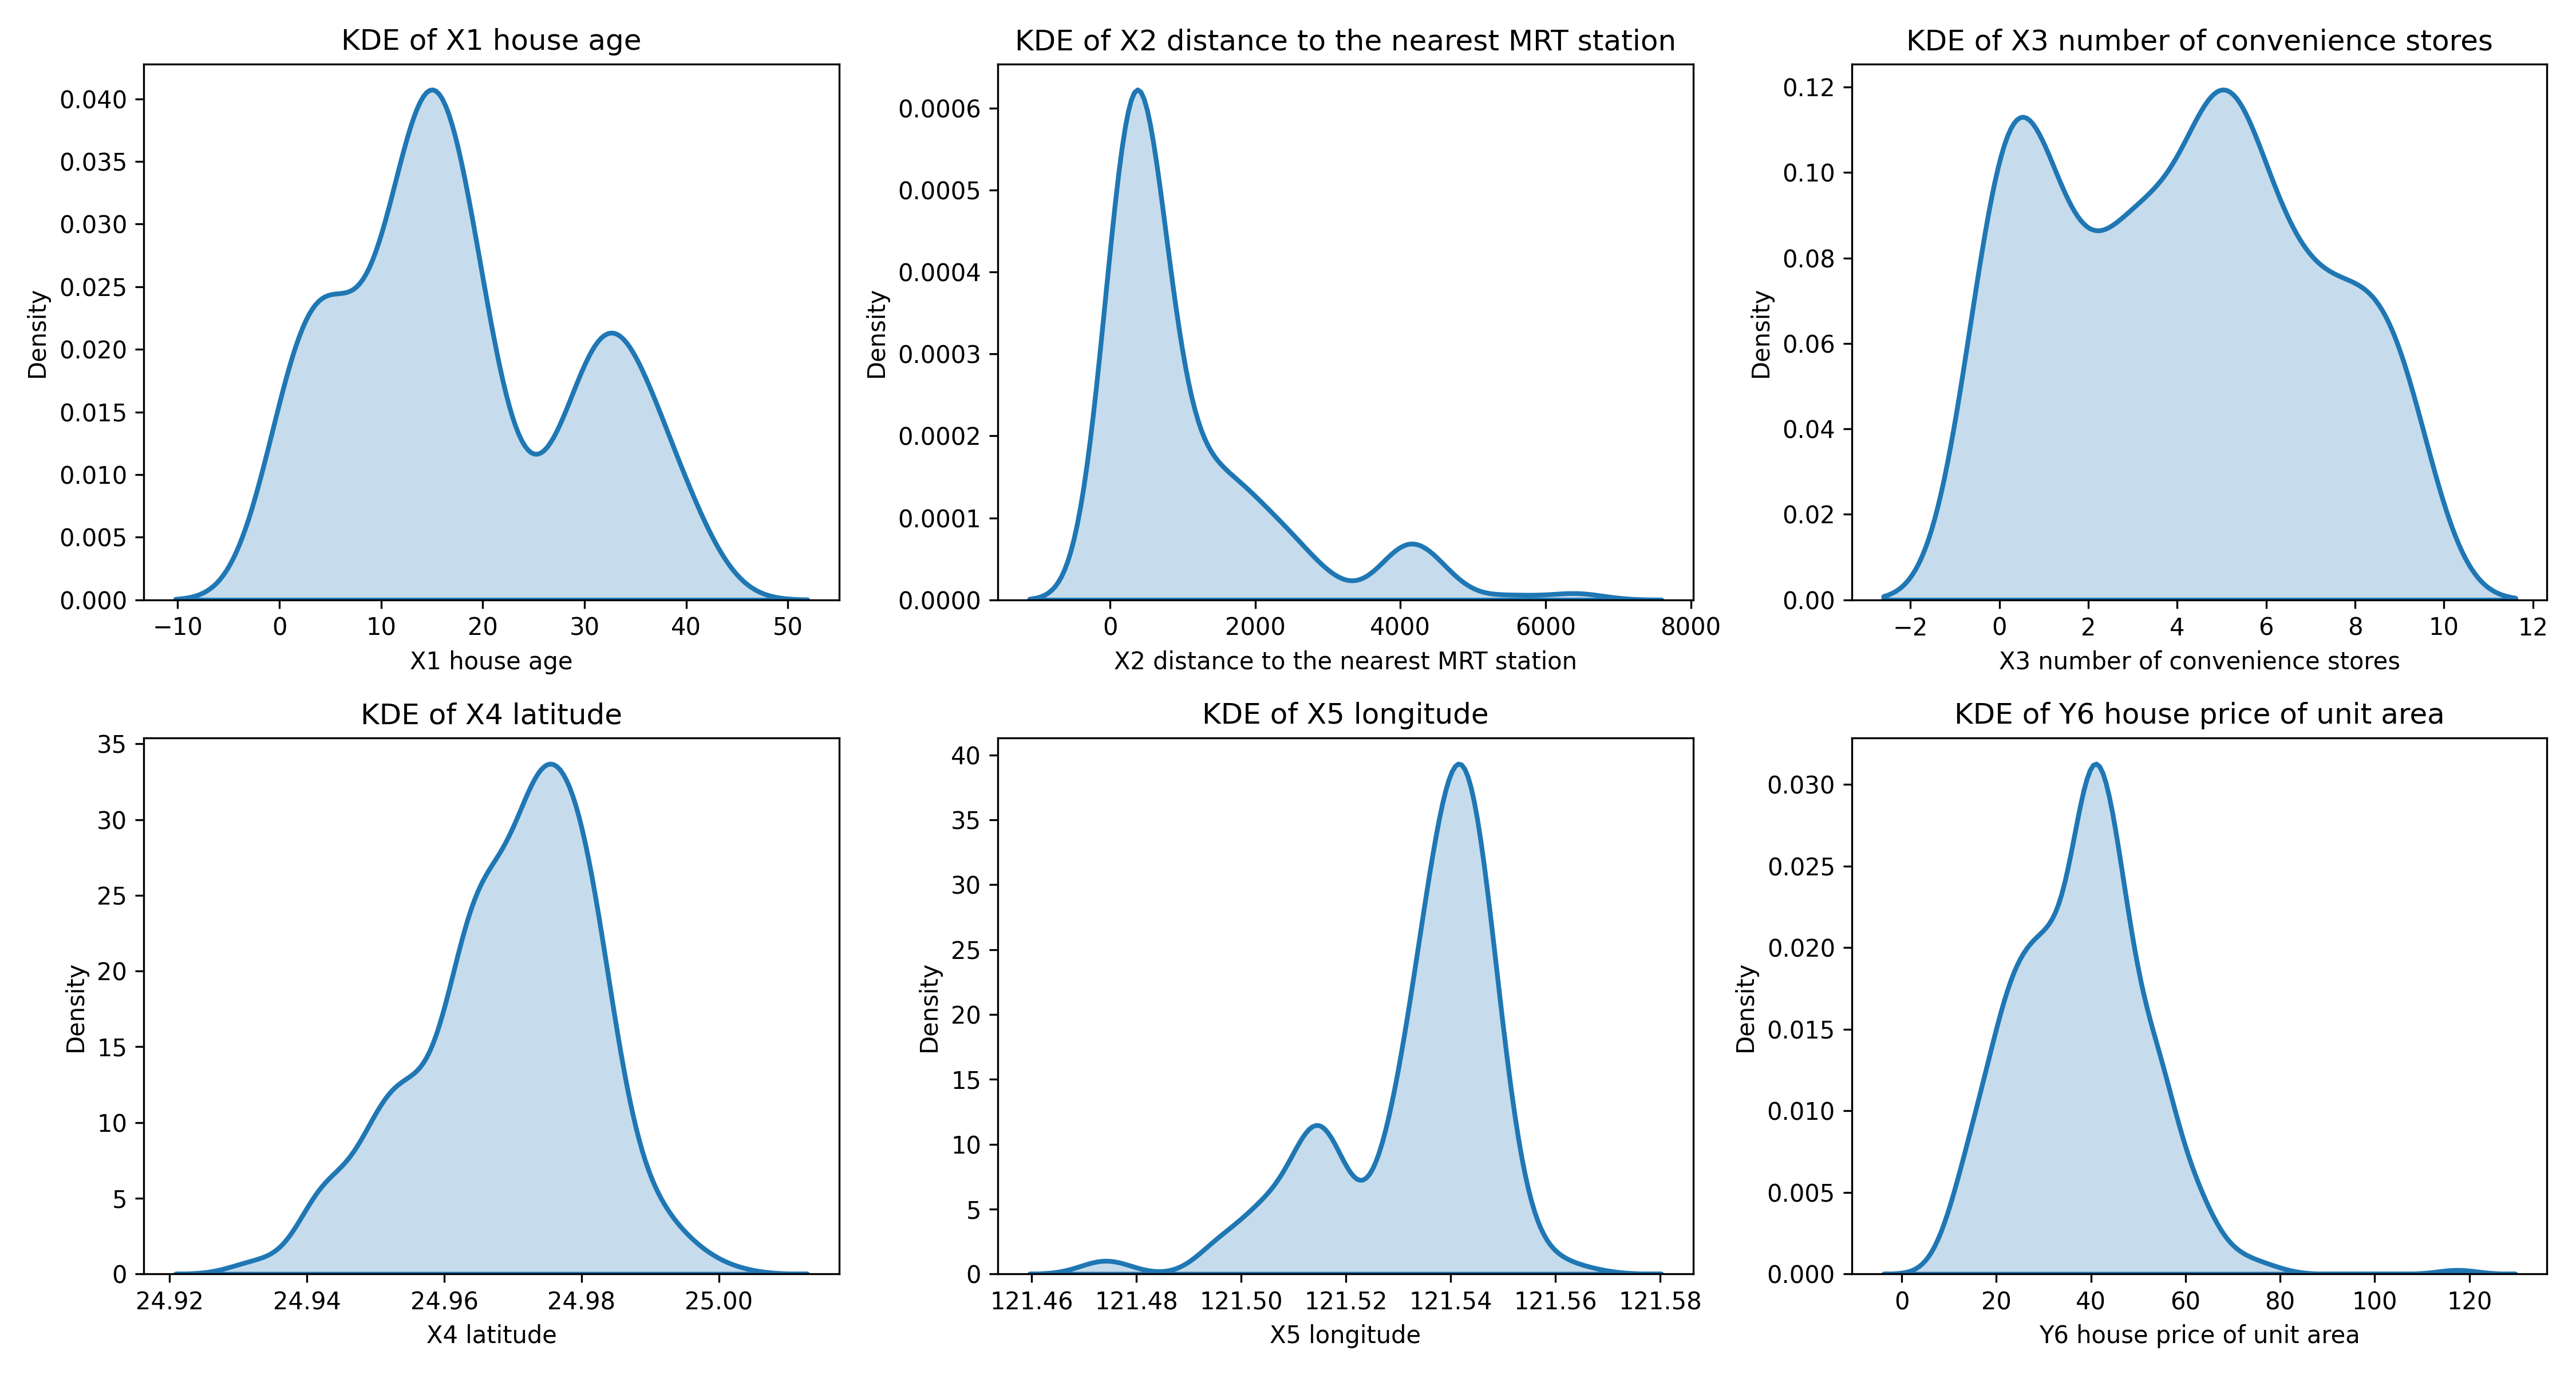 KDE of X1 house age
0.040
0.035
0.030
0.025
0.020
0.015
0.010
0.005
0.000
Density
−10 0 10 20 30 40 50
X1 house age
KDE of X2 distance to the nearest MRT station
0.0006
0.0005
0.0004
0.0003
0.0002
0.0001
0.0000
Density
0 2000 4000 6000 8000
X2 distance to the nearest MRT station
KDE of X3 number of convenience stores
0.12
0.10
0.08
0.06
0.04
0.02
0.00
Density
−2 0 2 4 6 8 10 12
X3 number of convenience stores
KDE of X4 latitude
35
30
25
20
15
10
5
0
Density
24.92 24.94 24.96 24.98 25.00
X4 latitude
KDE of X5 longitude
40
35
30
25
20
15
10
5
0
Density
121.46 121.48 121.50 121.52 121.54 121.56 121.58
X5 longitude
KDE of Y6 house price of unit area
0.030
0.025
0.020
0.015
0.010
0.005
0.000
Density
0 20 40 60 80 100 120
Y6 house price of unit area